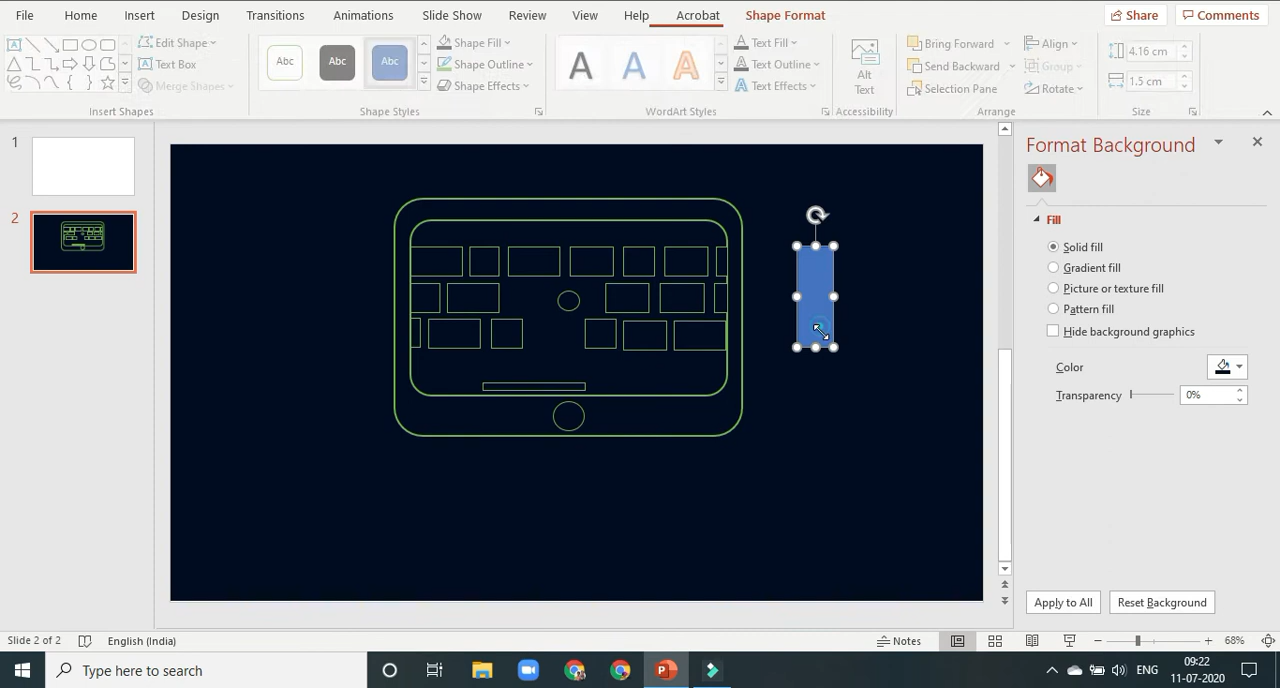 File Home Insert Design Transitions Animations Slide Show Review View Help Acrobat Shape Format Share Comments
Edit Shape Shape Fill Text Fill Bring Forward Align 4.16 cm
Text Box Abc Abc Abc Shape Outline A A A Text Outline Alt Text Send Backward Group
Merge Shapes Shape Effects Text Effects Selection Pane Rotate 1.5 cm
Insert Shapes Shape Styles WordArt Styles Accessibility Arrange Size
1
2
Format Background
Fill
Solid fill
Gradient fill
Picture or texture fill
Pattern fill
Hide background graphics
Color
Transparency 0%
Apply to All Reset Background
Slide 2 of 2 English (India) Notes 68%
Type here to search ENG 09:22
11-07-2020